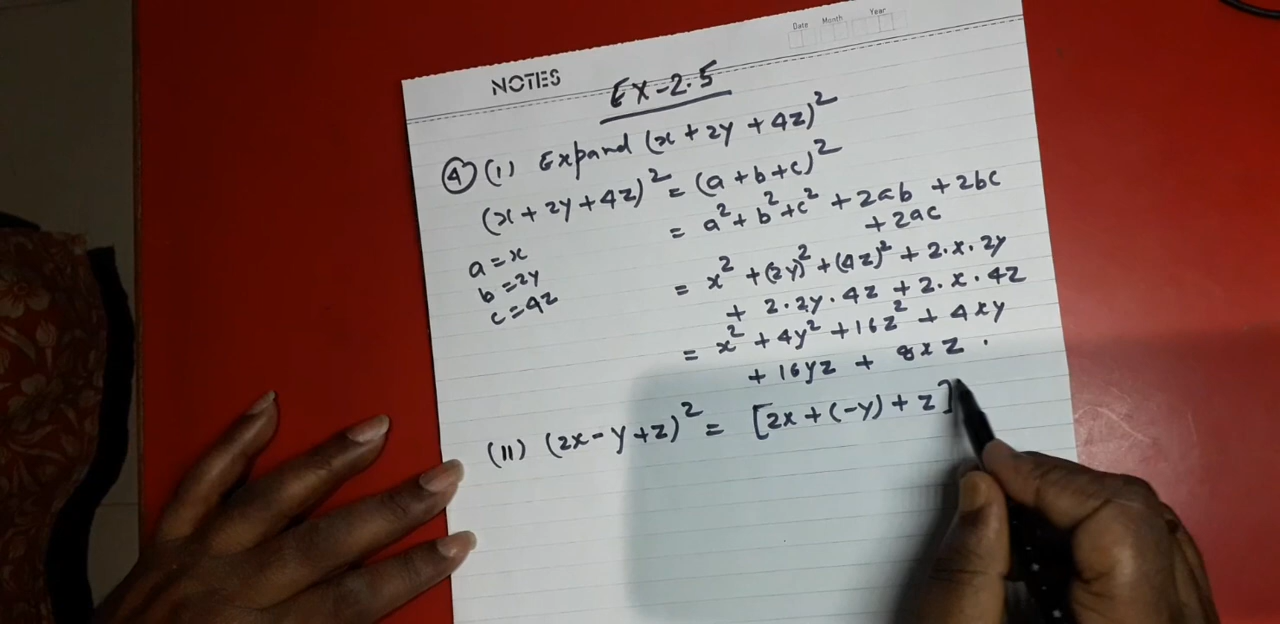 Date Month Year
NOTES
EX-2.5
④ (i) Expand (x + 2y + 4z)²
(x + 2y + 4z)² = (a + b + c)²
= a² + b² + c² + 2ab + 2bc
+ 2ac
a = x
b = 2y
c = 4z
= x² + (2y)² + (4z)² + 2·x·2y
+ 2·2y·4z + 2·x·4z
= x² + 4y² + 16z² + 4xy
+ 16yz + 8xz.
(ii) (2x - y + z)² = [2x + (-y) + z]